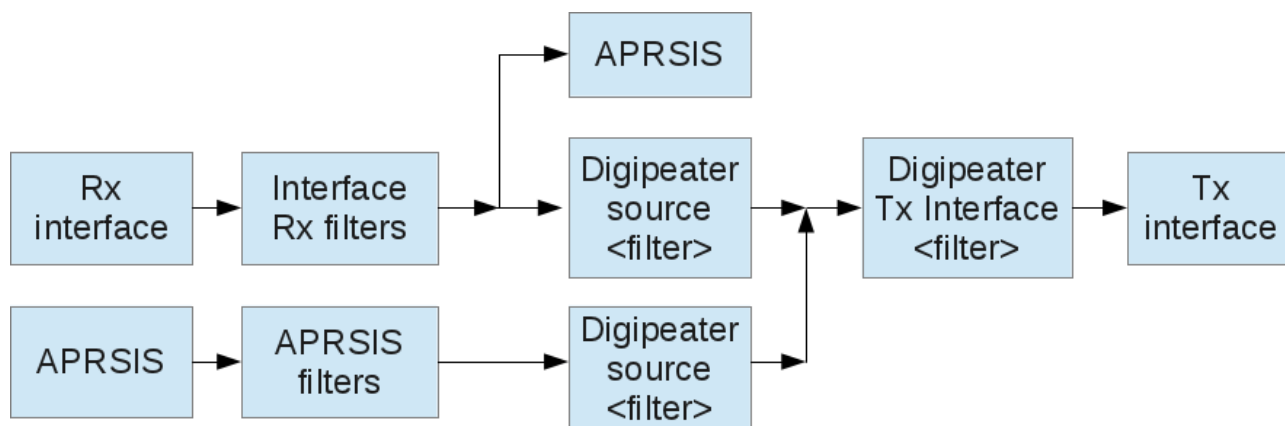 APRSIS
Rx
interface
Interface
Rx filters
Digipeater
source
<filter>
Digipeater
Tx Interface
<filter>
Tx
interface
APRSIS
APRSIS
filters
Digipeater
source
<filter>